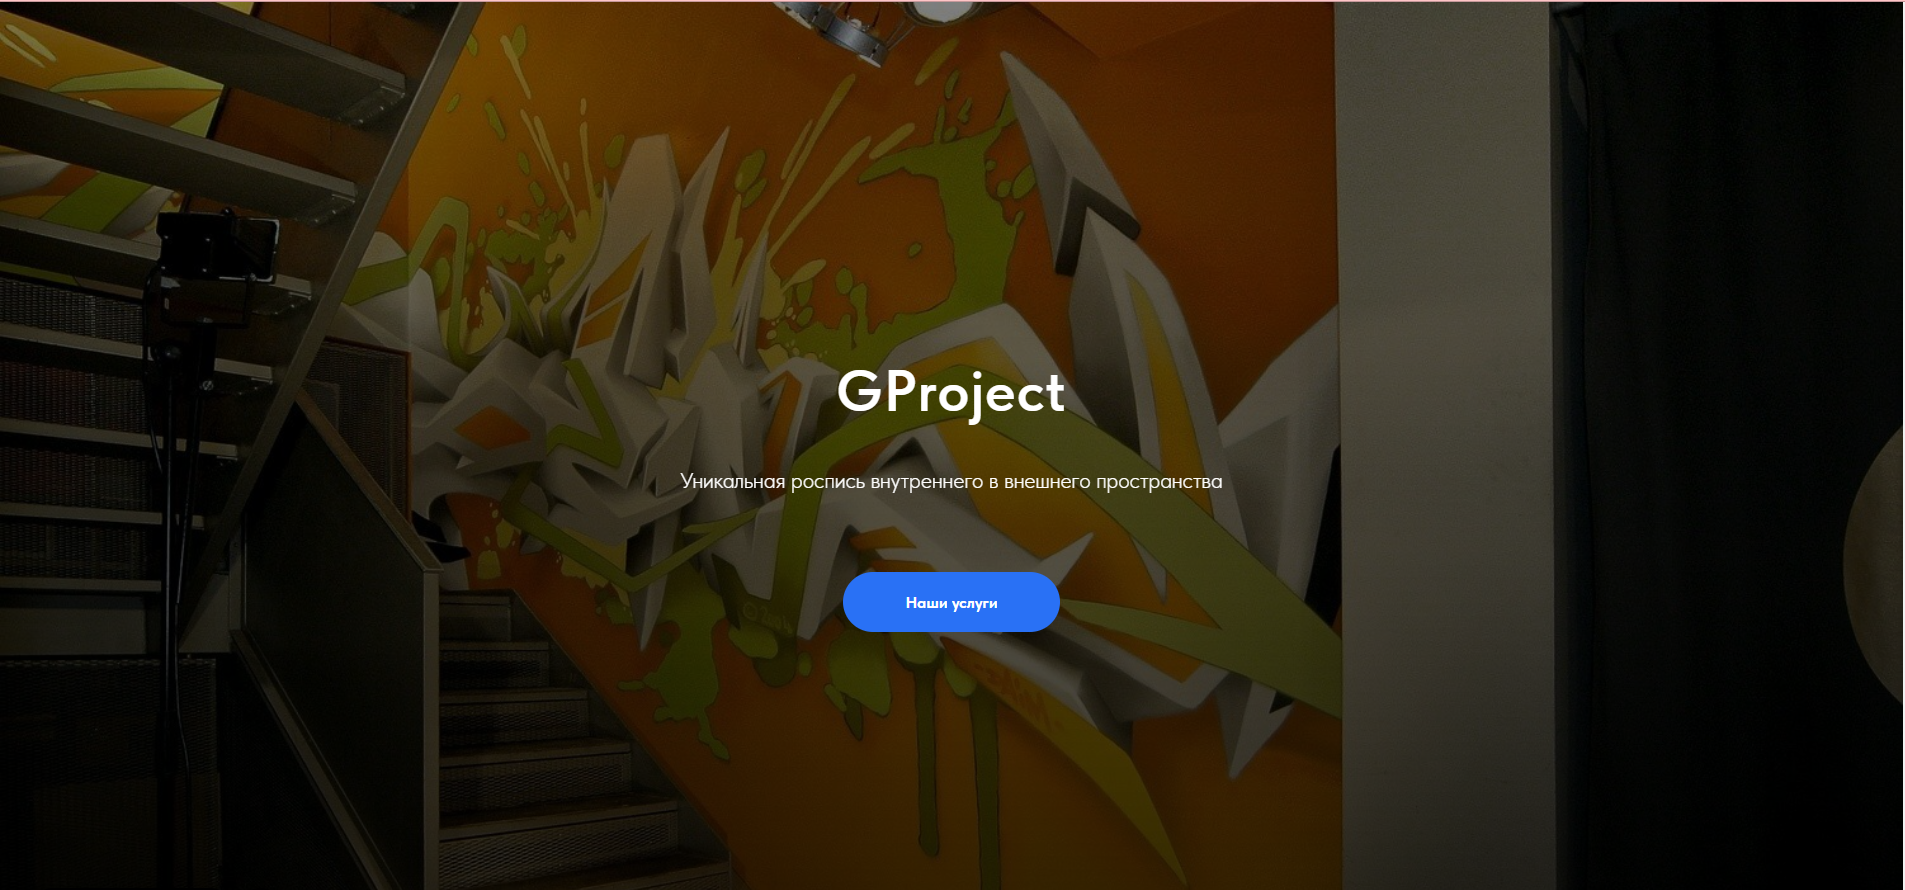 GProject
Уникальная роспись внутреннего в внешнего пространства
Наши услуги